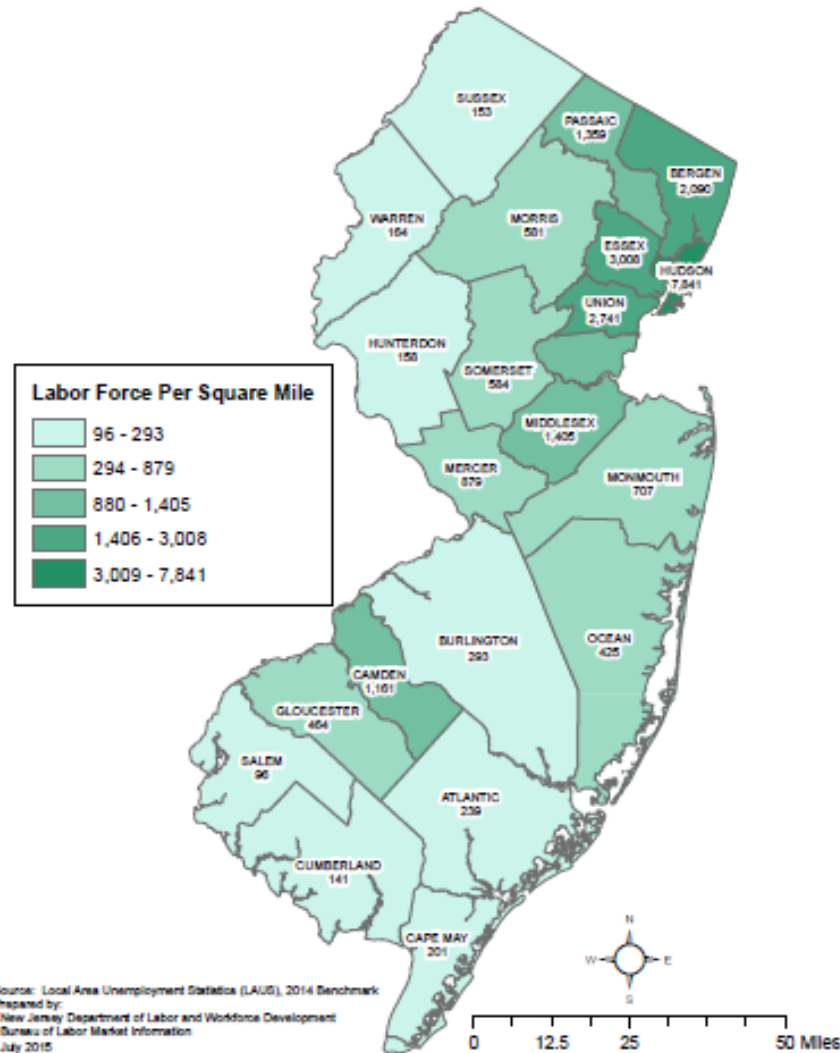 SUSSEX
153
PASSAIC
1,359
BERGEN
2,090
WARREN
164
MORRIS
581
ESSEX
3,008
HUDSON
7,841
UNION
2,741
HUNTERDON
158
SOMERSET
584
MIDDLESEX
1,405
MERCER
879
MONMOUTH
707
Labor Force Per Square Mile
96 - 293
294 - 879
880 - 1,405
1,406 - 3,008
3,009 - 7,841
BURLINGTON
293
OCEAN
425
CAMDEN
1,161
GLOUCESTER
464
SALEM
96
ATLANTIC
239
CUMBERLAND
141
CAPE MAY
201
N
W E
S
ource: Local Area Unemployment Statistics (LAUS), 2014 Benchmark
repared by:
New Jersey Department of Labor and Workforce Development
Bureau of Labor Market Information
July 2015
0 12.5 25 50 Miles